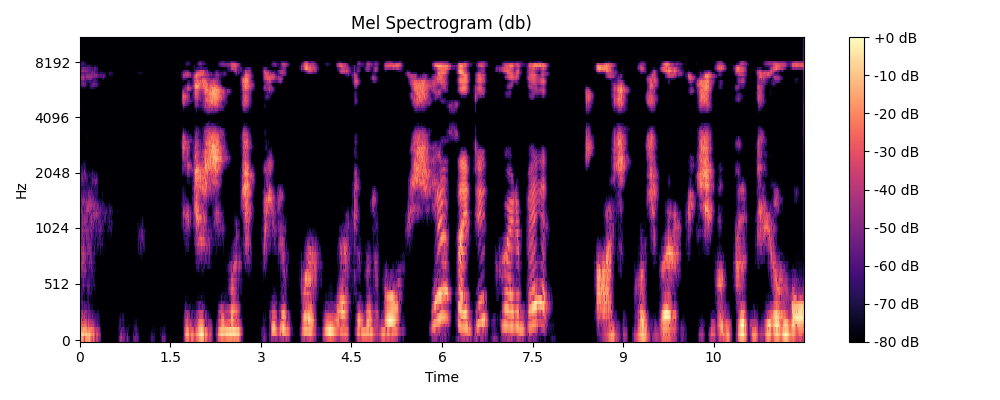 Mel Spectrogram (db)
8192
4096
2048
1024
512
0
Hz
0 1.5 3 4.5 6 7.5 9 10
Time
+0 dB
-10 dB
-20 dB
-30 dB
-40 dB
-50 dB
-60 dB
-70 dB
-80 dB